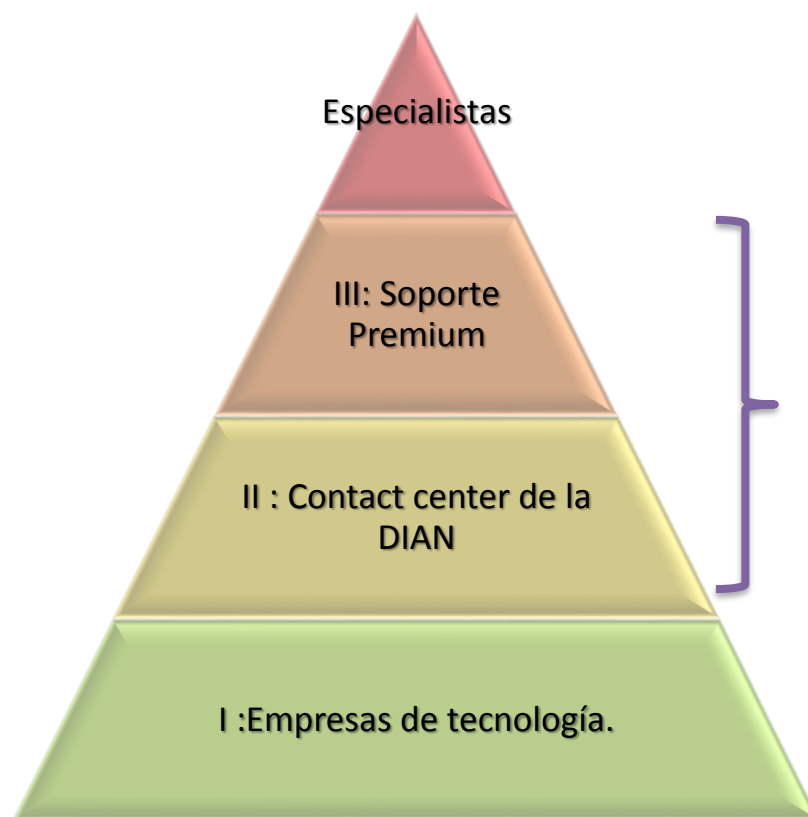 Especialistas
III: Soporte
Premium
II : Contact center de la
DIAN
I :Empresas de tecnología.